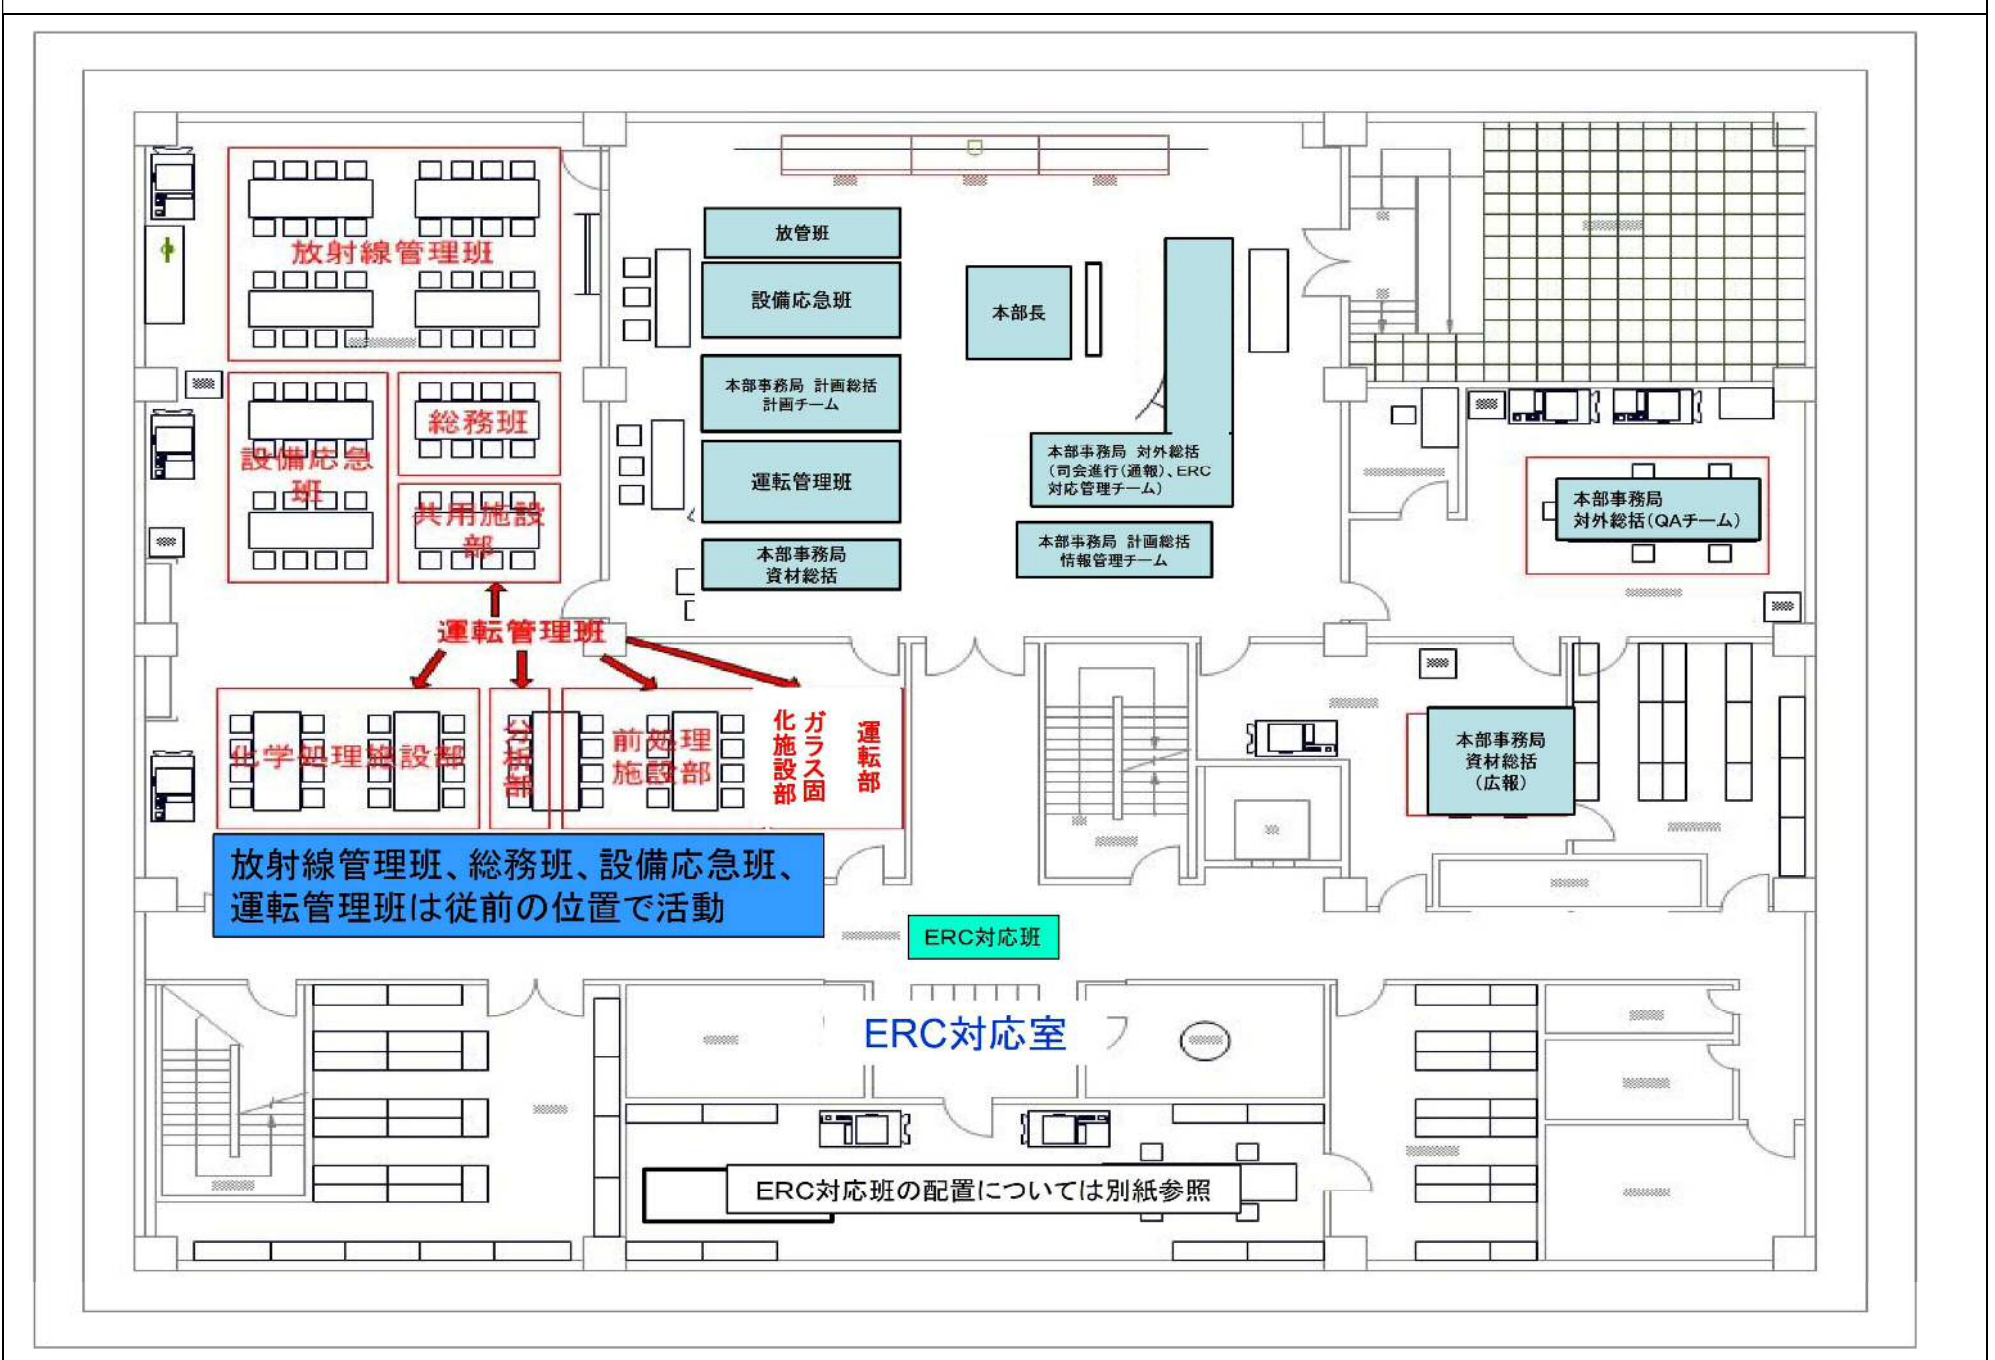 放射線管理班
設備応急
班
総務班
共用施設
部
運転管理班
化学処理施設部
分析部
前処理
施設部
ガラス固
化施設部
運転部
放射線管理班、総務班、設備応急班、
運転管理班は従前の位置で活動
放管班
設備応急班
本部事務局 計画総括
計画チーム
運転管理班
本部事務局
資材総括
本部長
本部事務局 対外総括
(司会進行(通報)、ERC
対応管理チーム)
本部事務局 計画総括
情報管理チーム
本部事務局
対外総括(QAチーム)
本部事務局
資材総括
(広報)
ERC対応班
ERC対応室
ERC対応班の配置については別紙参照